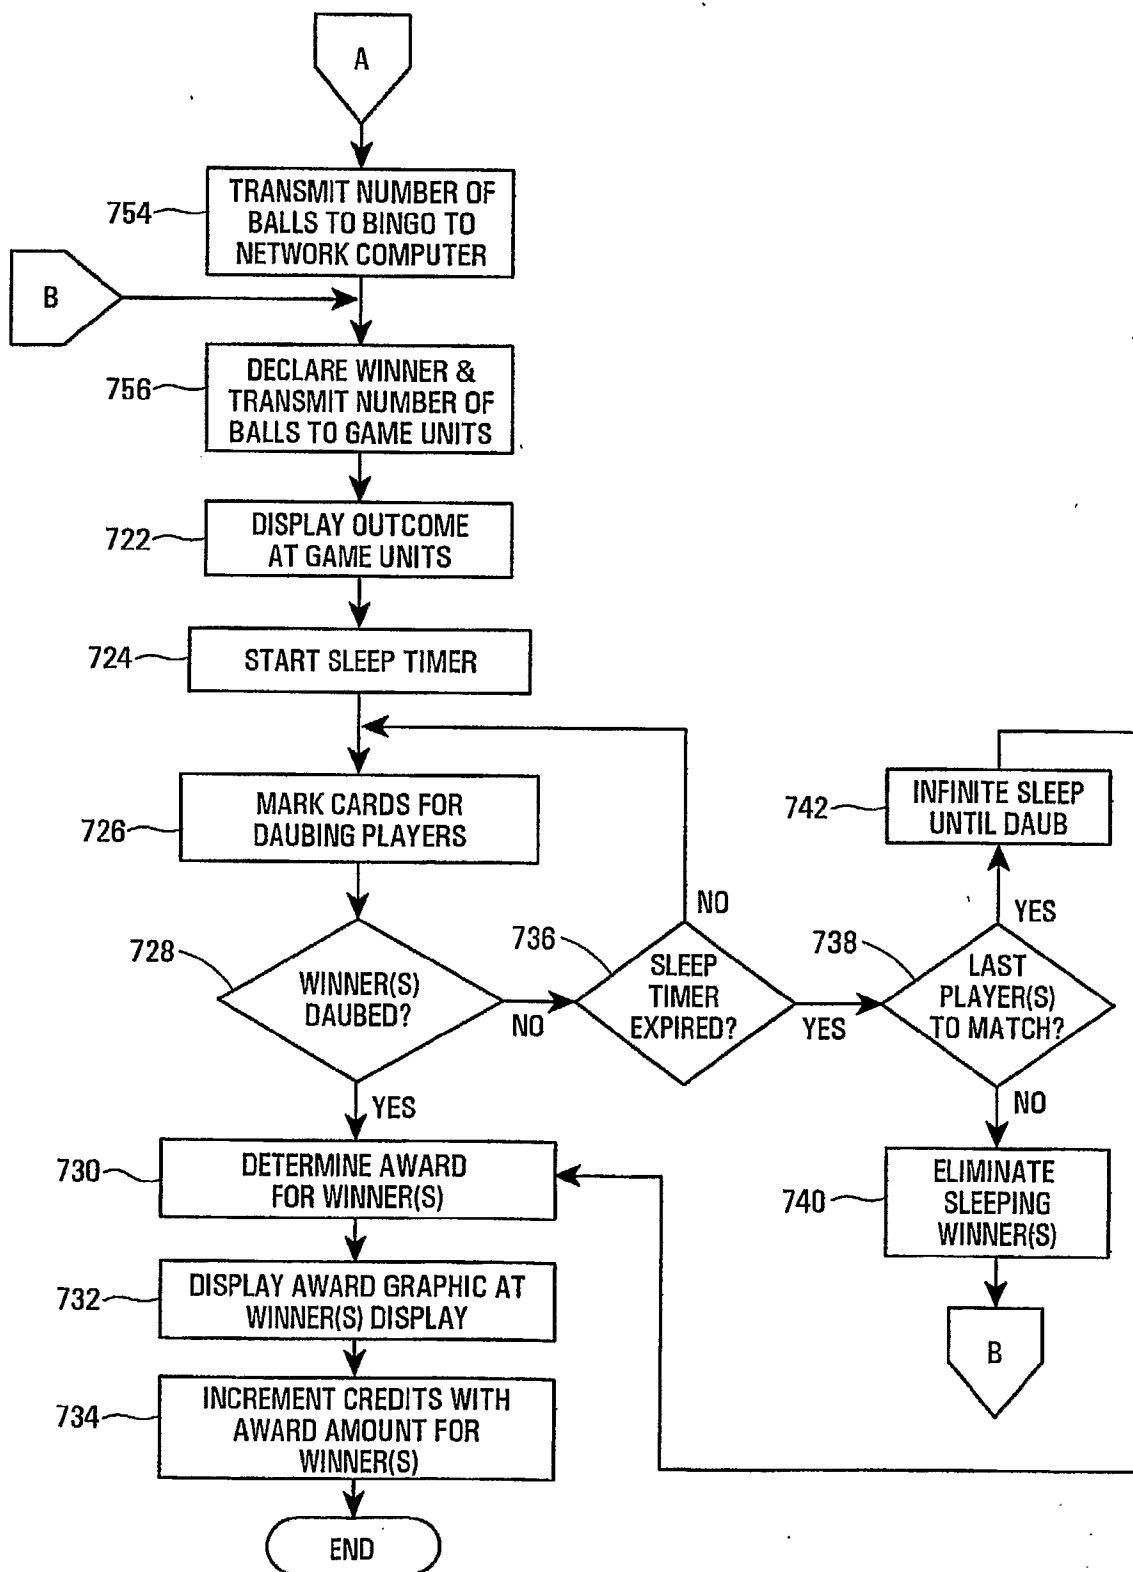 A
754
TRANSMIT NUMBER OF
BALLS TO BINGO TO
NETWORK COMPUTER
B
756
DECLARE WINNER &
TRANSMIT NUMBER OF
BALLS TO GAME UNITS
722
DISPLAY OUTCOME
AT GAME UNITS
724
START SLEEP TIMER
726
MARK CARDS FOR
DAUBING PLAYERS
742
INFINITE SLEEP
UNTIL DAUB
728
WINNER(S)
DAUBED?
NO
YES
736
SLEEP
TIMER
EXPIRED?
NO
YES
738
LAST
PLAYER(S)
TO MATCH?
YES
NO
730
DETERMINE AWARD
FOR WINNER(S)
740
ELIMINATE
SLEEPING
WINNER(S)
732
DISPLAY AWARD GRAPHIC AT
WINNER(S) DISPLAY
B
734
INCREMENT CREDITS WITH
AWARD AMOUNT FOR
WINNER(S)
END